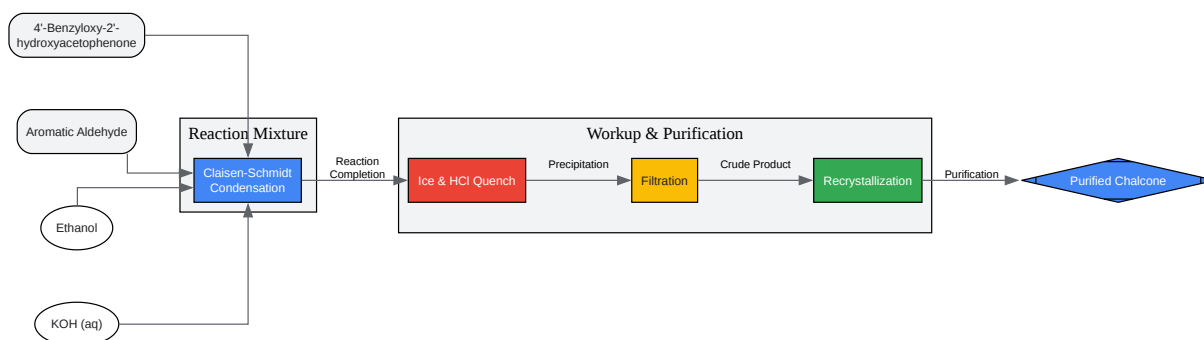 4'-Benzyloxy-2'-
hydroxyacetophenone
Aromatic Aldehyde
Ethanol
KOH (aq)
Reaction Mixture
Claisen-Schmidt
Condensation
Reaction
Completion
Workup & Purification
Ice & HCl Quench
Precipitation
Filtration
Crude Product
Recrystallization
Purification
Purified Chalcone